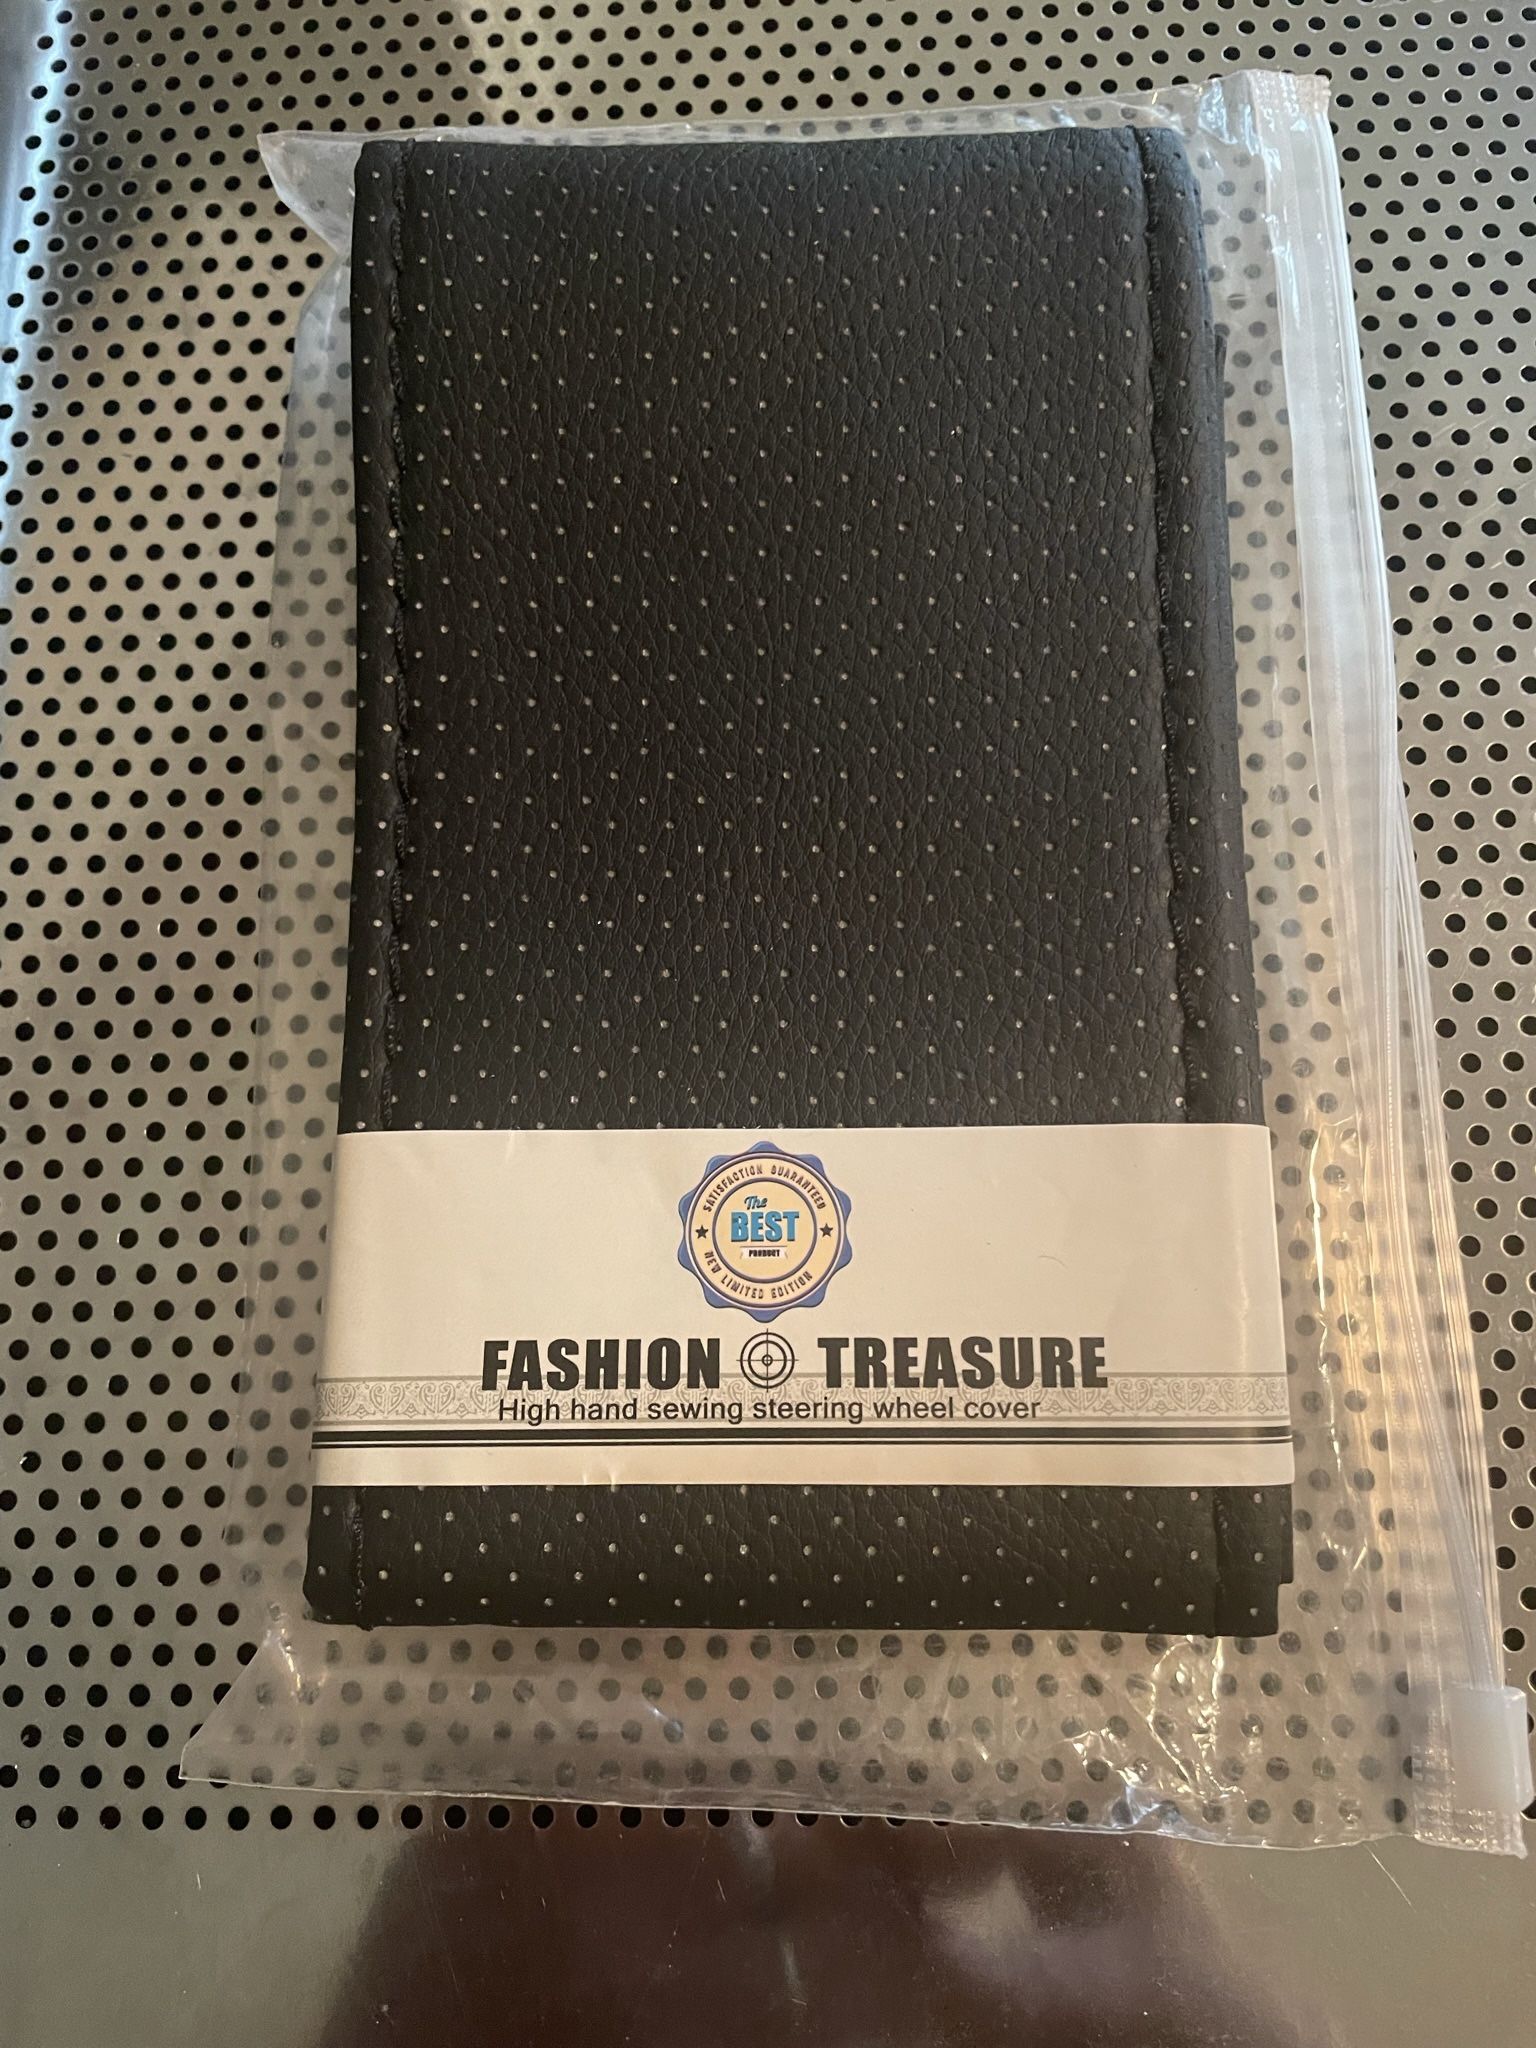 SATISFACTION GUARANTEED
The
BEST
PRODUCT
NEW LIMITED EDITION
FASHION TREASURE
High hand sewing steering wheel cover